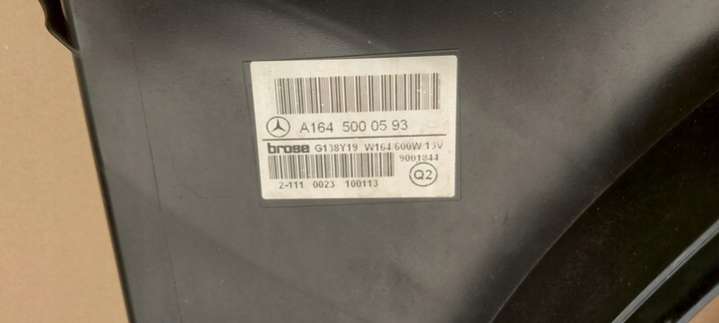 A164 500 05 93
brose G138Y19 W164 600W 13V
9001844
2-111 0023 100113
Q2